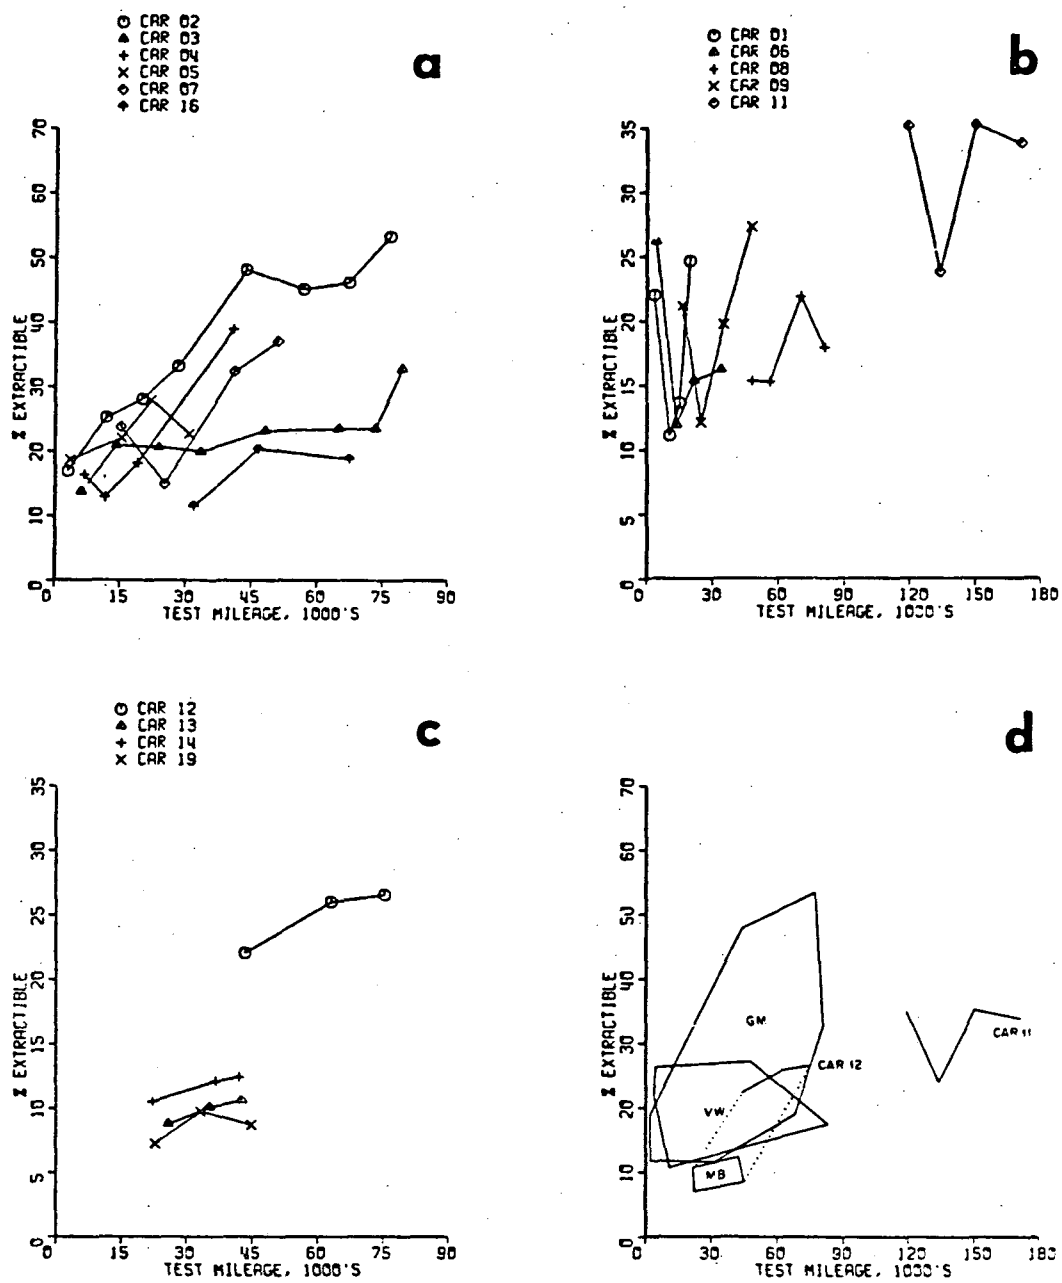 CAR 02
CAR 03
CAR 04
CAR 05
CAR 07
CAR 16
a
70
60
50
40
30
20
10
0
% EXTRACTIBLE
0 15 30 45 60 75 90
TEST MILEAGE, 1000'S
CAR 01
CAR 06
CAR 08
CAR 09
CAR 11
b
35
30
25
20
15
10
5
0
% EXTRACTIBLE
0 30 60 90 120 150 180
TEST MILEAGE, 1000'S
CAR 12
CAR 13
CAR 14
CAR 19
c
35
30
25
20
15
10
5
0
% EXTRACTIBLE
0 15 30 45 60 75 90
TEST MILEAGE, 1000'S
d
70
60
50
40
30
20
10
0
% EXTRACTIBLE
GM
CAR 11
CAR 12
VW
MB
0 30 60 90 120 150 180
TEST MILEAGE, 1000'S